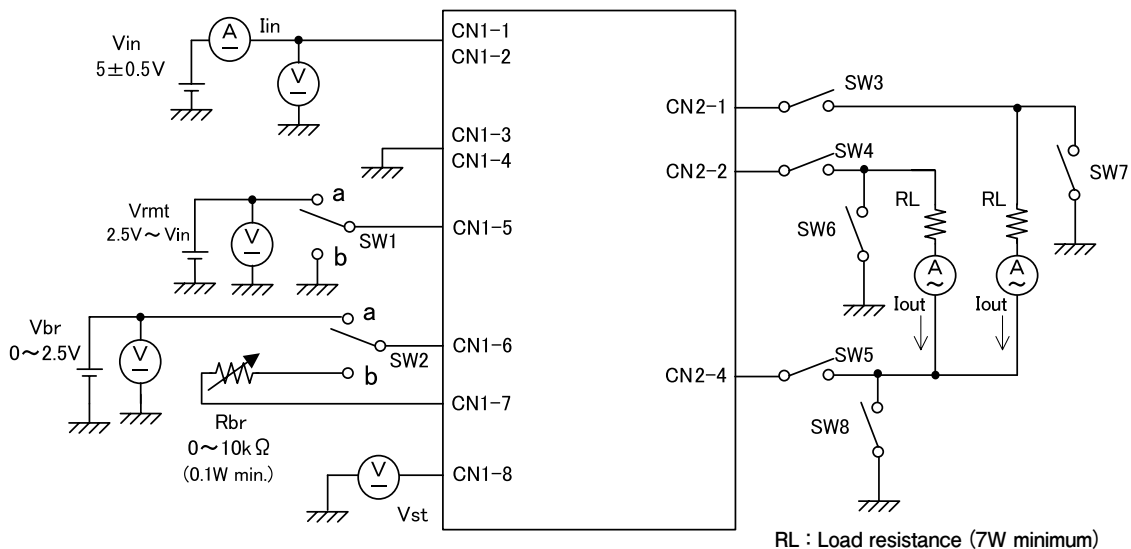 A
Iin
Vin
5±0.5V
V
CN1-1
CN1-2
CN1-3
CN1-4
Vrmt
2.5V～Vin
V
a
SW1
b
CN1-5
Vbr
0～2.5V
V
a
SW2
b
CN1-6
CN1-7
Rbr
0～10kΩ
(0.1W min.)
V
Vst
CN1-8
CN2-1
SW3
CN2-2
SW4
SW7
RL
RL
SW6
A
A
Iout
Iout
CN2-4
SW5
SW8
RL : Load resistance (7W minimum)